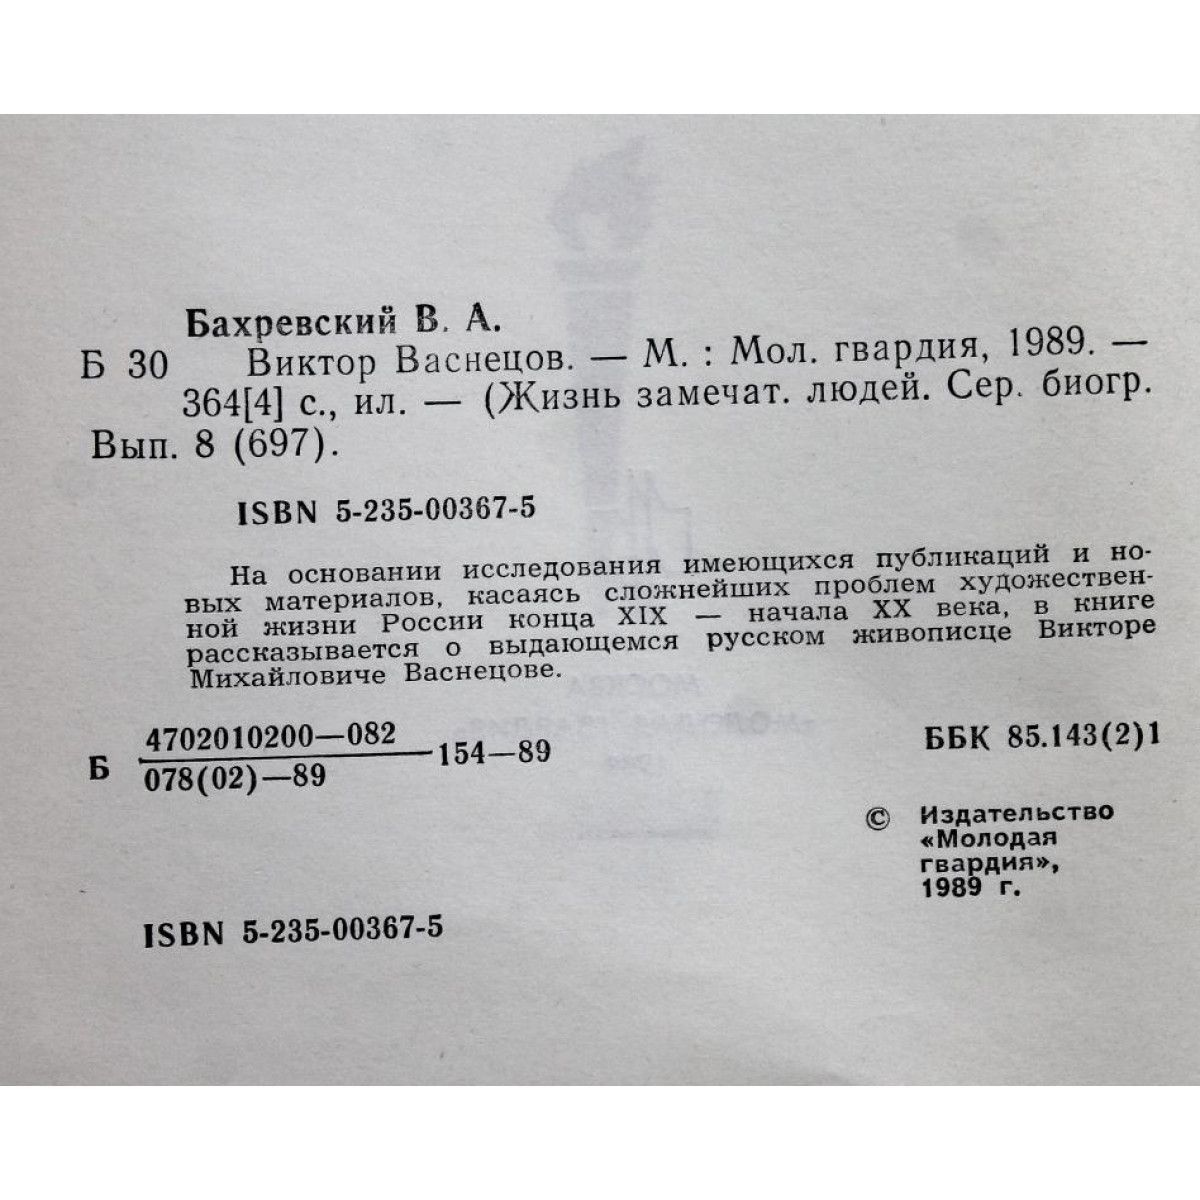 Бахревский В. А.
Б 30 Виктор Васнецов. — М. : Мол. гвардия, 1989. —
364[4] с., ил. — (Жизнь замечат. людей. Сер. биогр.
Вып. 8 (697).
ISBN 5-235-00367-5
На основании исследования имеющихся публикаций и но-
вых материалов, касаясь сложнейших проблем художествен-
ной жизни России конца XIX — начала XX века, в книге
рассказывается о выдающемся русском живописце Викторе
Михайловиче Васнецове.
4702010200—082
Б 154—89
078(02)—89
ББК 85.143(2)1
© Издательство
«Молодая
гвардия»,
1989 г.
ISBN 5-235-00367-5